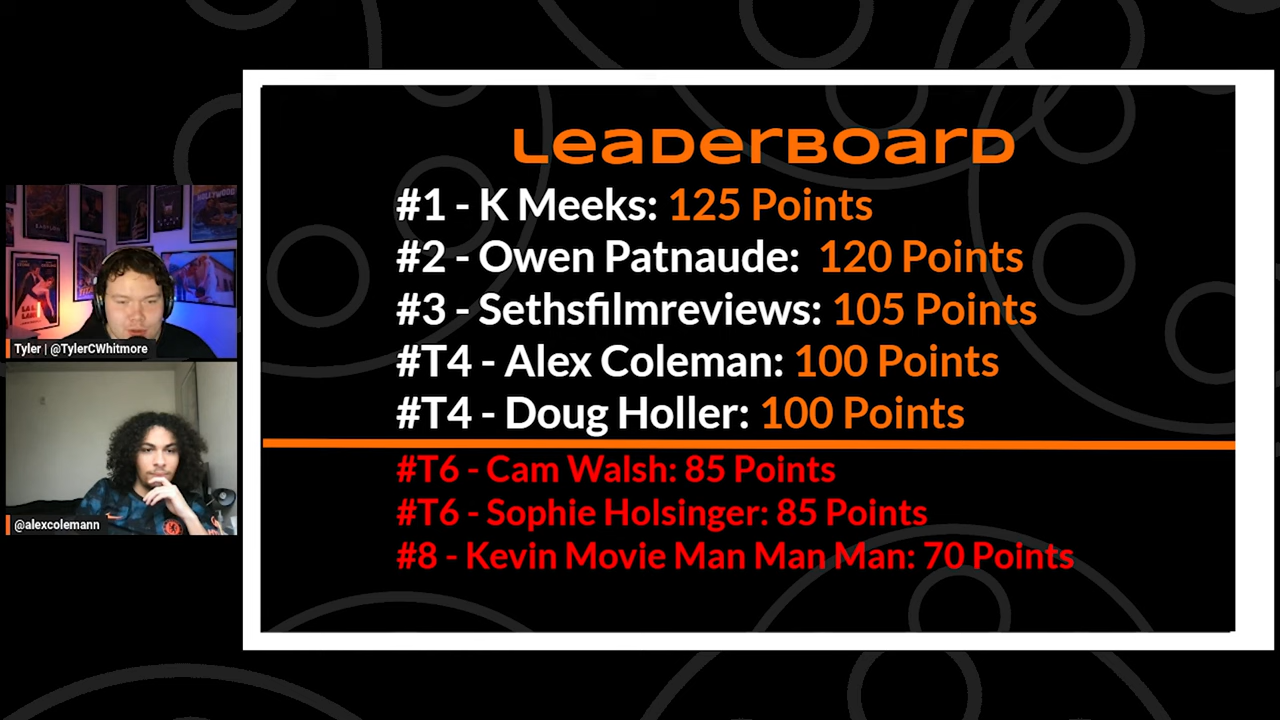 LEADERBOARD
#1 - K Meeks: 125 Points
#2 - Owen Patnaude: 120 Points
#3 - Sethsfilmreviews: 105 Points
#T4 - Alex Coleman: 100 Points
#T4 - Doug Holler: 100 Points
#T6 - Cam Walsh: 85 Points
#T6 - Sophie Holsinger: 85 Points
#8 - Kevin Movie Man Man Man: 70 Points
Tyler | @TylerCWhitmore
@alexcolemann